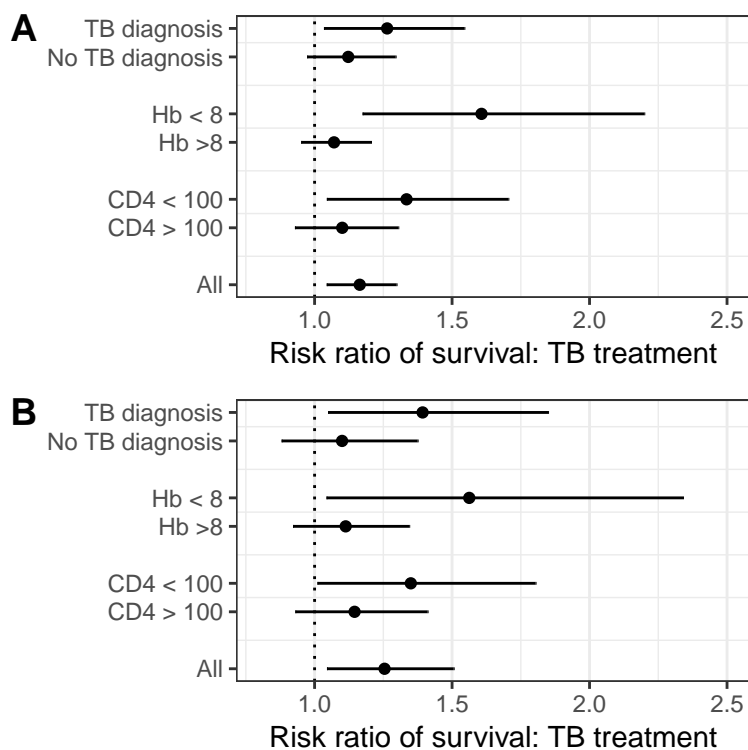 A
TB diagnosis
No TB diagnosis
Hb < 8
Hb >8
CD4 < 100
CD4 > 100
All
1.0 1.5 2.0 2.5
Risk ratio of survival: TB treatment
B
TB diagnosis
No TB diagnosis
Hb < 8
Hb >8
CD4 < 100
CD4 > 100
All
1.0 1.5 2.0 2.5
Risk ratio of survival: TB treatment